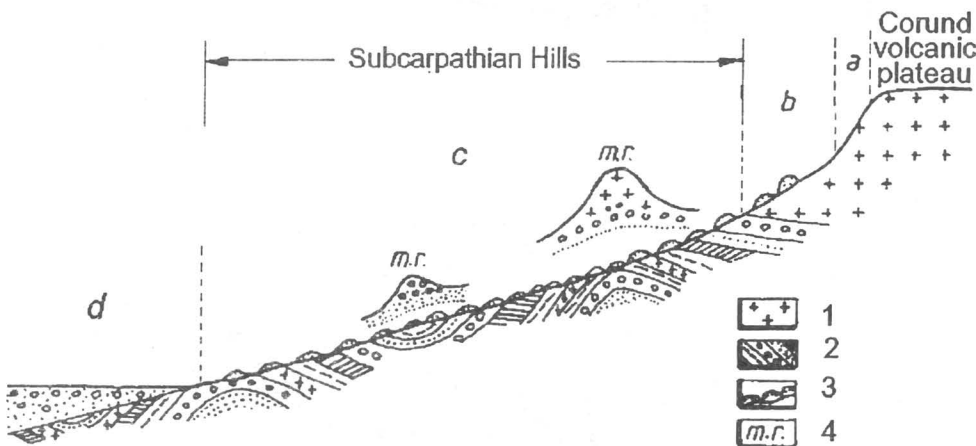 Corund
volcanic
plateau
Subcarpathian Hills
a
b
c
m.r.
m.r.
d
1
2
3
m.r. 4